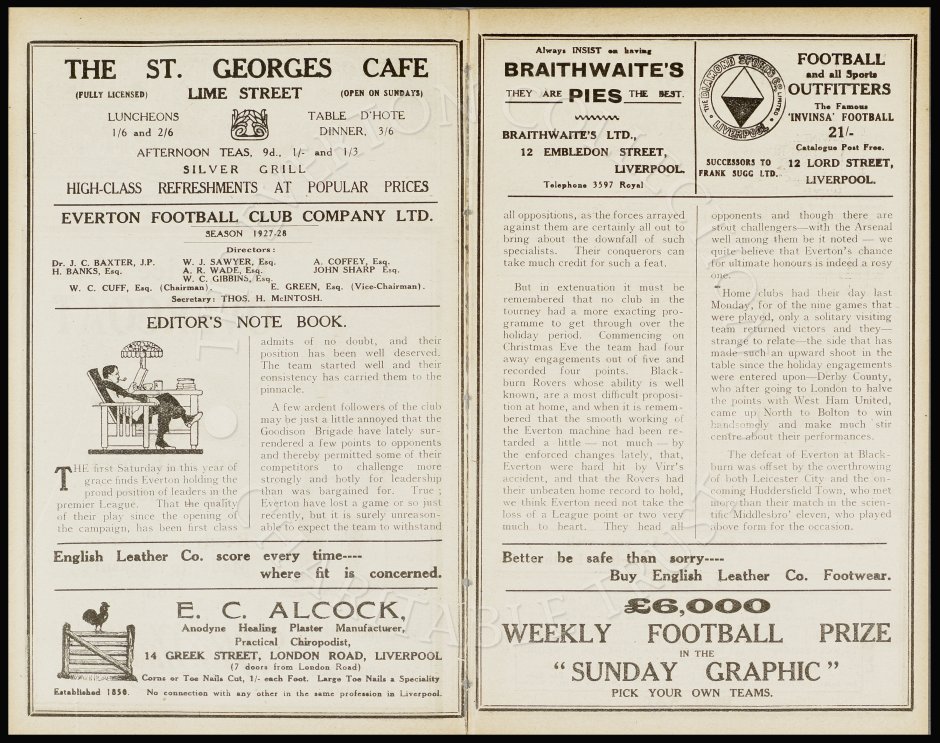 THE ST. GEORGES CAFE
(FULLY LICENSED) LIME STREET (OPEN ON SUNDAYS)
LUNCHEONS
1/6 and 2/6
TABLE D'HOTE
DINNER, 3/6
AFTERNOON TEAS, 9d., 1/- and 1/3
SILVER GRILL
HIGH-CLASS REFRESHMENTS AT POPULAR PRICES
EVERTON FOOTBALL CLUB COMPANY LTD.
SEASON 1927-28
Directors:
Dr. J. C. BAXTER, J.P. W. J. SAWYER, Esq. A. COFFEY, Esq.
H. BANKS, Esq. A. R. WADE, Esq. JOHN SHARP Esq.
W. C. GIBBINS, Esq.
W. C. CUFF, Esq. (Chairman). E. GREEN, Esq. (Vice-Chairman).
Secretary: THOS. H. McINTOSH.
EDITOR'S NOTE BOOK.
THE first Saturday in this year of
grace finds Everton holding the
proud position of leaders in the
premier League. That the quality
of their play since the opening of
the campaign, has been first class
admits of no doubt, and their
position has been well deserved.
The team started well and their
consistency has carried them to the
pinnacle.
A few ardent followers of the club
may be just a little annoyed that the
Goodison Brigade have lately sur-
rendered a few points to opponents
and thereby permitted some of their
competitors to challenge more
strongly and hotly for leadership
than was bargained for. True ;
Everton have lost a game or so just
recently, but it is surely unreason-
able to expect the team to withstand
English Leather Co. score every time----
where fit is concerned.
E. C. ALCOCK,
Anodyne Healing Plaster Manufacturer,
Practical Chiropodist,
14 GREEK STREET, LONDON ROAD, LIVERPOOL
(7 doors from London Road)
Corns or Toe Nails Cut, 1/- each Foot. Large Toe Nails a Speciality
Established 1850. No connection with any other in the same profession in Liverpool.
Always INSIST on having
BRAITHWAITE'S
THEY ARE PIES THE BEST.
BRAITHWAITE'S LTD.,
12 EMBLEDON STREET,
LIVERPOOL.
Telephone 3597 Royal
THE DIAMOND SPORTS CO. LIMITED
LIVERPOOL
SUCCESSORS TO
FRANK SUGG LTD.
FOOTBALL
and all Sports
OUTFITTERS
The Famous
'INVINSA' FOOTBALL
21/-
Catalogue Post Free.
12 LORD STREET,
LIVERPOOL.
all oppositions, as the forces arrayed
against them are certainly all out to
bring about the downfall of such
specialists. Their conquerors can
take much credit for such a feat.
But in extenuation it must be
remembered that no club in the
tourney had a more exacting pro-
gramme to get through over the
holiday period. Commencing on
Christmas Eve the team had four
away engagements out of five and
recorded four points. Black-
burn Rovers whose ability is well
known, are a most difficult proposi-
tion at home, and when it is remem-
bered that the smooth working of
the Everton machine had been re-
tarded a little — not much — by
the enforced changes lately, that,
Everton were hard hit by Virr's
accident, and that the Rovers had
their unbeaten home record to hold,
we think Everton need not take the
loss of a League point or two very
much to heart. They head all
opponents and though there are
stout challengers—with the Arsenal
well among them be it noted — we
quite believe that Everton's chance
for ultimate honours is indeed a rosy
one.
Home clubs had their day last
Monday, for of the nine games that
were played, only a solitary visiting
team returned victors and they—
strange to relate—the side that has
made such an upward shoot in the
table since the holiday engagements
were entered upon—Derby County,
who after going to London to halve
the points with West Ham United,
came up North to Bolton to win
handsomely and make much stir
centre about their performances.
The defeat of Everton at Black-
burn was offset by the overthrowing
of both Leicester City and the on-
coming Huddersfield Town, who met
more than their match in the scien-
tific Middlesbro' eleven, who played
above form for the occasion.
Better be safe than sorry----
Buy English Leather Co. Footwear.
£6,000
WEEKLY FOOTBALL PRIZE
IN THE
"SUNDAY GRAPHIC"
PICK YOUR OWN TEAMS.